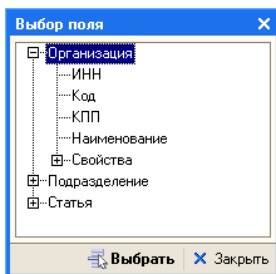 Выбор поля
Организация
ИНН
Код
КПП
Наименование
Свойства
Подразделение
Статья
Выбрать Закрыть